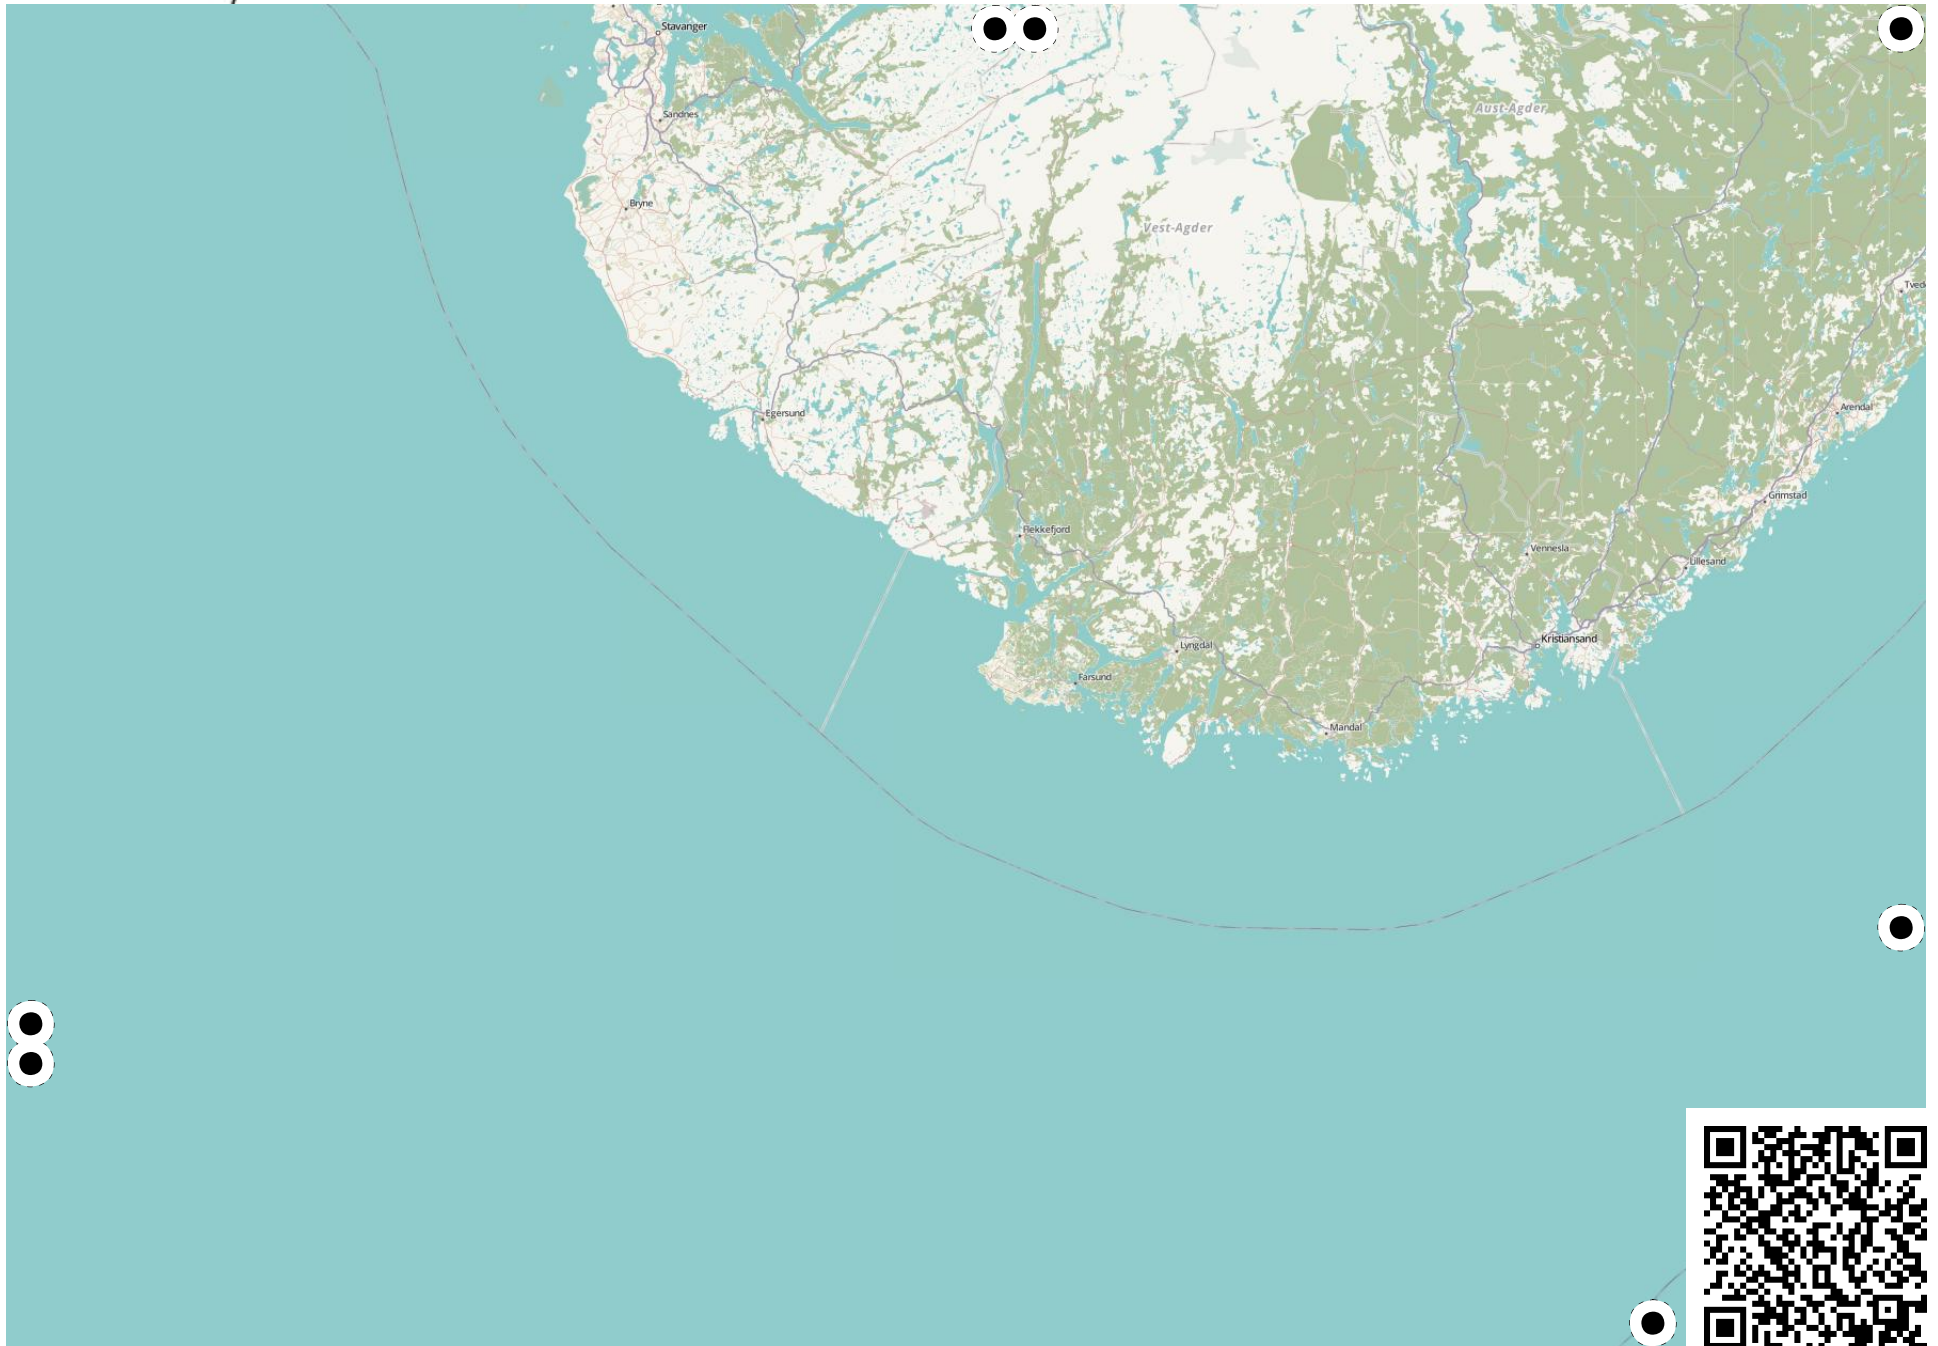 Stavanger
Sandnes
Aust-Agder
Bryne
Vest-Agder
Egersund
Arendal
Grimstad
Flekkefjord
Vennesla
Lillesand
Kristiansand
Lyngdal
Farsund
Mandal